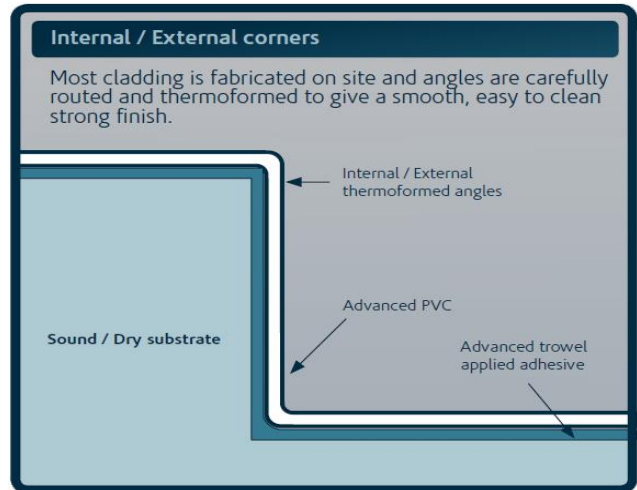 Internal / External corners
Most cladding is fabricated on site and angles are carefully
routed and thermoformed to give a smooth, easy to clean
strong finish.
Internal / External
thermoformed angles
Advanced PVC
Sound / Dry substrate
Advanced trowel
applied adhesive